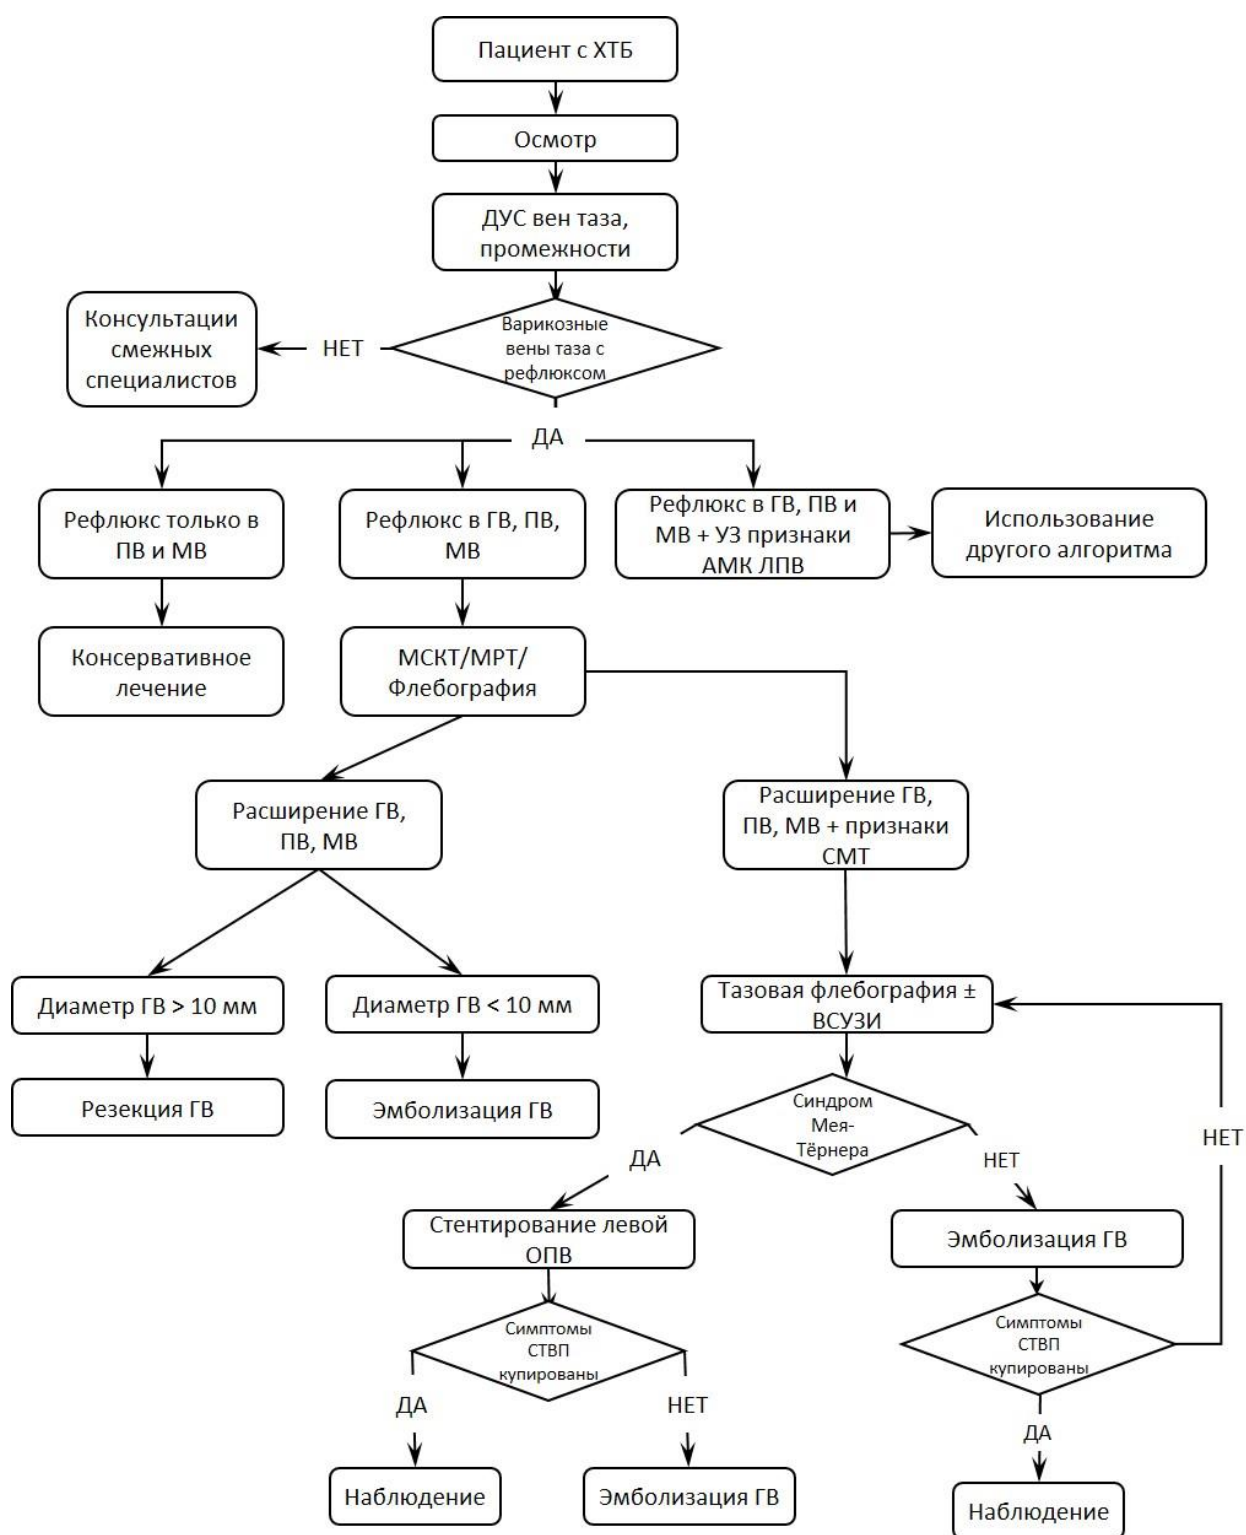 Пациент с ХТБ
Осмотр
ДУС вен таза,
промежности
Варикозные
вены таза с
рефлюксом
НЕТ
Консультации
смежных
специалистов
ДА
Рефлюкс только в
ПВ и МВ
Рефлюкс в ГВ, ПВ,
МВ
Рефлюкс в ГВ, ПВ и
МВ + УЗ признаки
АМК ЛПВ
Использование
другого алгоритма
Консервативное
лечение
МСКТ/МРТ/
Флебография
Расширение ГВ,
ПВ, МВ
Расширение ГВ,
ПВ, МВ + признаки
СМТ
Диаметр ГВ > 10 мм
Диаметр ГВ < 10 мм
Тазовая флебография ±
ВСУЗИ
Резекция ГВ
Эмболизация ГВ
Синдром
Мея-
Тёрнера
ДА
НЕТ
НЕТ
Стентирование левой
ОПВ
Эмболизация ГВ
Симптомы
СТВП
купированы
Симптомы
СТВП
купированы
ДА
НЕТ
ДА
Наблюдение
Эмболизация ГВ
Наблюдение